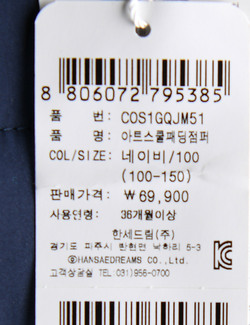 8 806072 795385
품 번: COS1GQJM51
품 명: 아트스쿨패딩점퍼
COL/SIZE: 네이비/100
(100-150)
판매가격: ₩69,900
사용연령: 36개월이상
한세드림(주)
경기도 파주시 탄현면 낙하리 5-3
ⓒHANSAEDREAMS CO.,Ltd.
고객상담실 TEL 031)956-0700